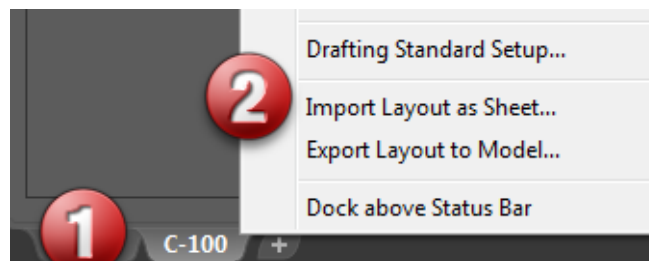 Drafting Standard Setup...
2
Import Layout as Sheet...
Export Layout to Model...
Dock above Status Bar
1
C-100
+